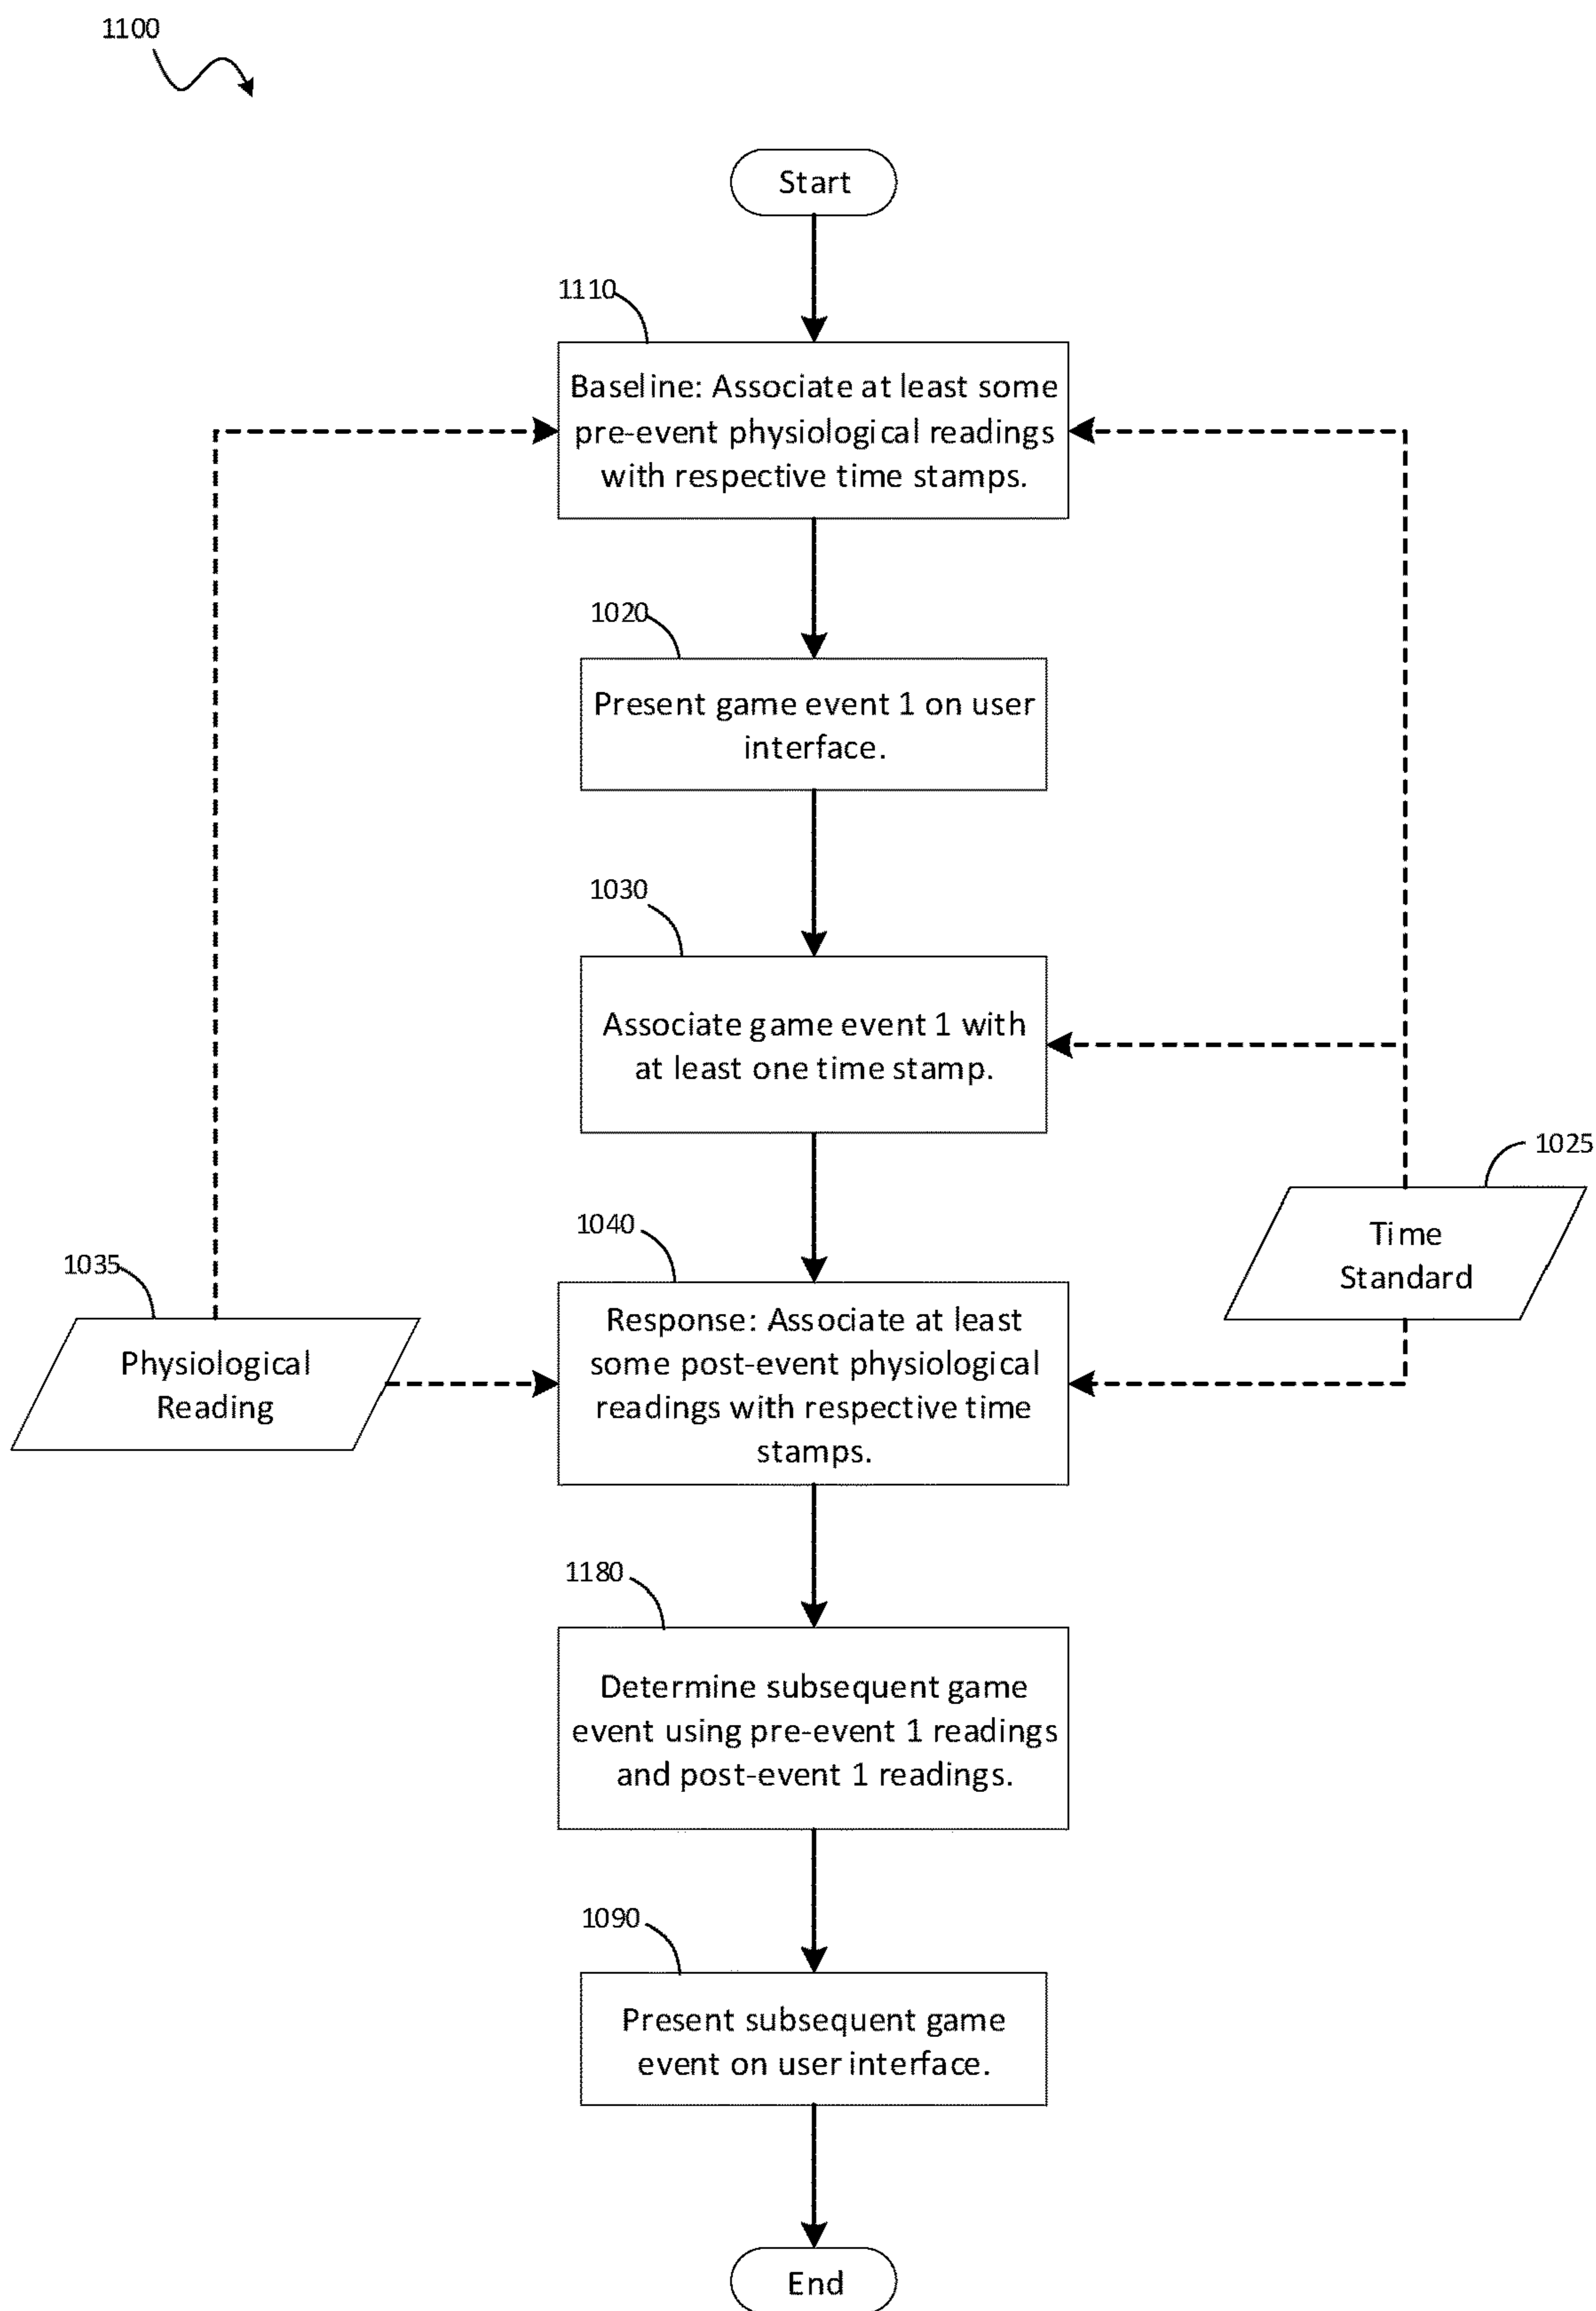 1100
Start
1110
Baseline: Associate at least some
pre-event physiological readings
with respective time stamps.
1020
Present game event 1 on user
interface.
1030
Associate game event 1 with
at least one time stamp.
1025
Time
Standard
1040
Response: Associate at least
some post-event physiological
readings with respective time
stamps.
1035
Physiological
Reading
1180
Determine subsequent game
event using pre-event 1 readings
and post-event 1 readings.
1090
Present subsequent game
event on user interface.
End